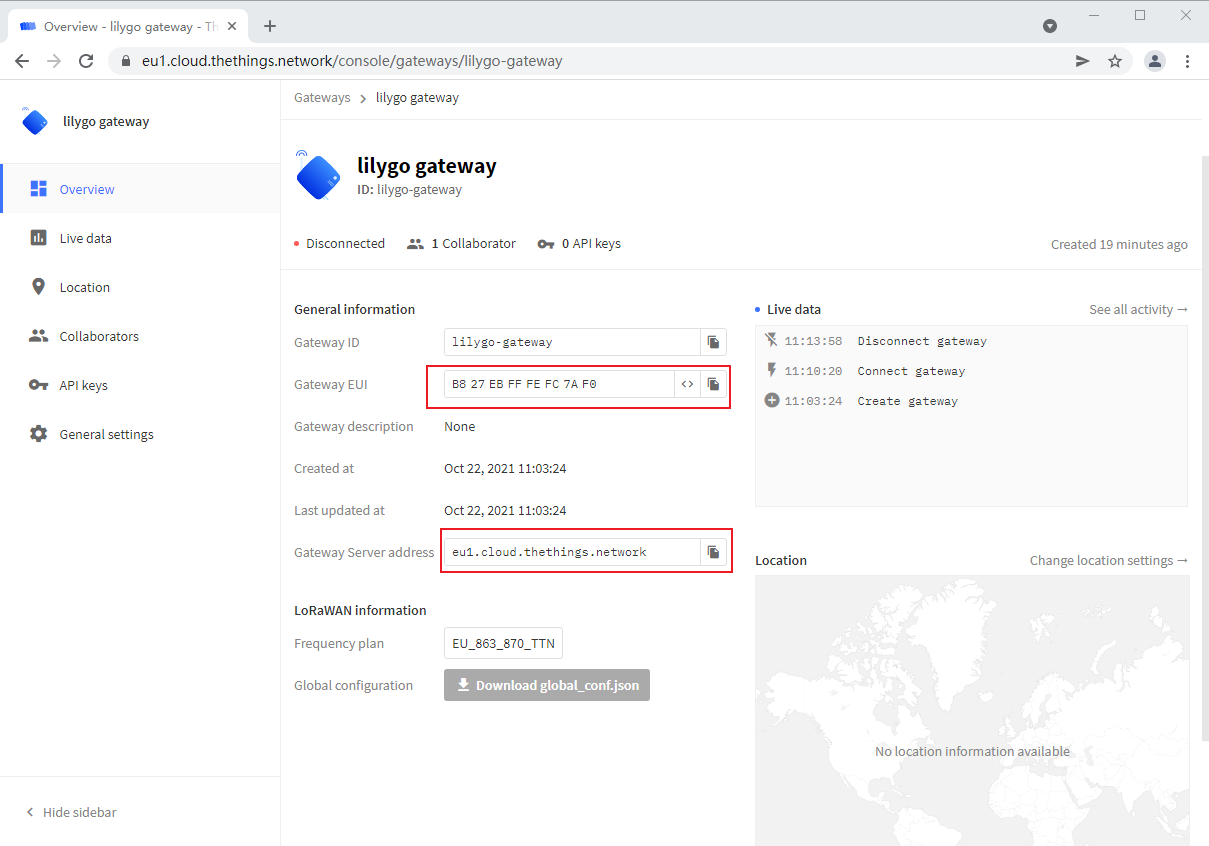 Overview - lilygo gateway - Th
eu1.cloud.thethings.network/console/gateways/lilygo-gateway
lilygo gateway
Overview
Live data
Location
Collaborators
API keys
General settings
Hide sidebar
Gateways > lilygo gateway
lilygo gateway
ID: lilygo-gateway
Disconnected 1 Collaborator 0 API keys Created 19 minutes ago
General information
Gateway ID lilygo-gateway
Gateway EUI B8 27 EB FF FE FC 7A F0 <>
Gateway description None
Created at Oct 22, 2021 11:03:24
Last updated at Oct 22, 2021 11:03:24
Gateway Server address eu1.cloud.thethings.network
LoRaWAN information
Frequency plan EU_863_870_TTN
Global configuration Download global_conf.json
Live data See all activity →
11:13:58 Disconnect gateway
11:10:20 Connect gateway
11:03:24 Create gateway
Location Change location settings →
No location information available